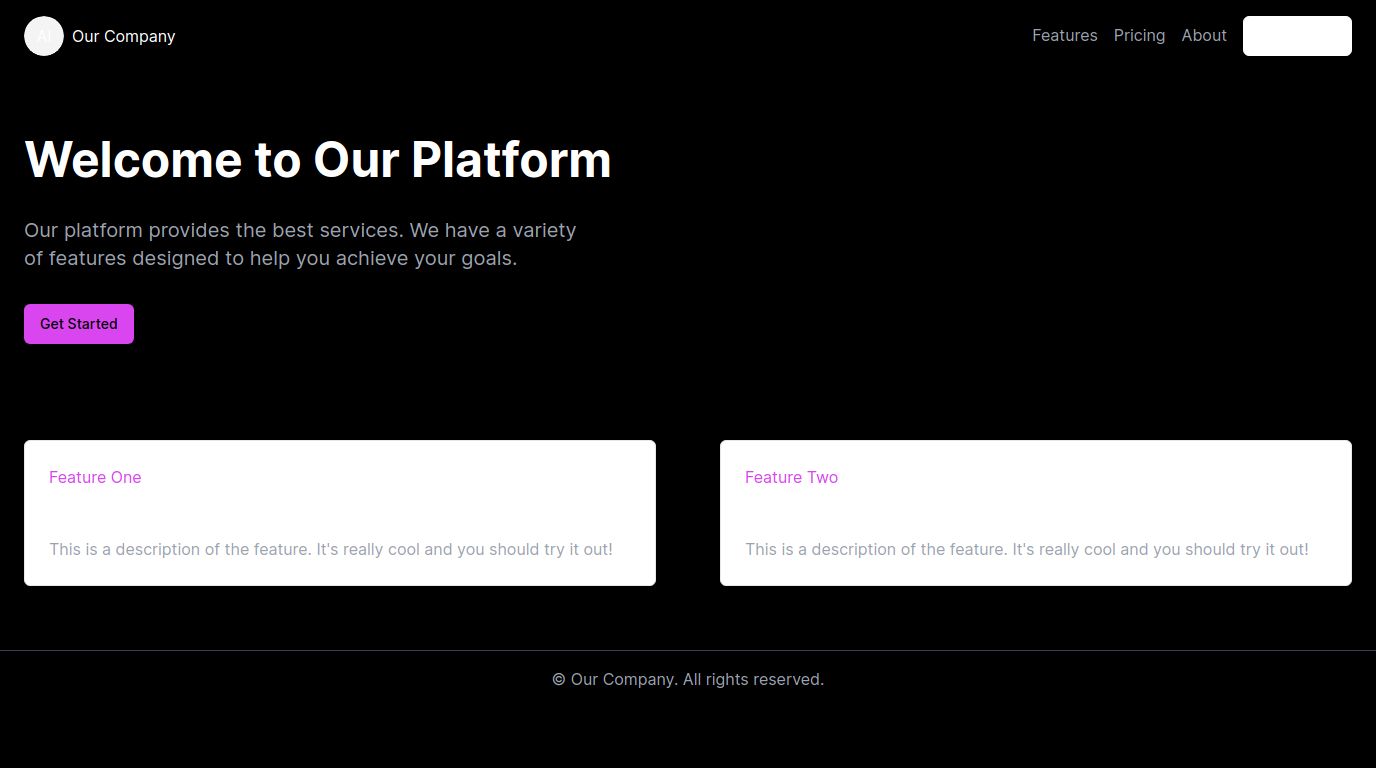 AI Our Company
Features Pricing About
Welcome to Our Platform
Our platform provides the best services. We have a variety
of features designed to help you achieve your goals.
Get Started
Feature One
This is a description of the feature. It's really cool and you should try it out!
Feature Two
This is a description of the feature. It's really cool and you should try it out!
© Our Company. All rights reserved.